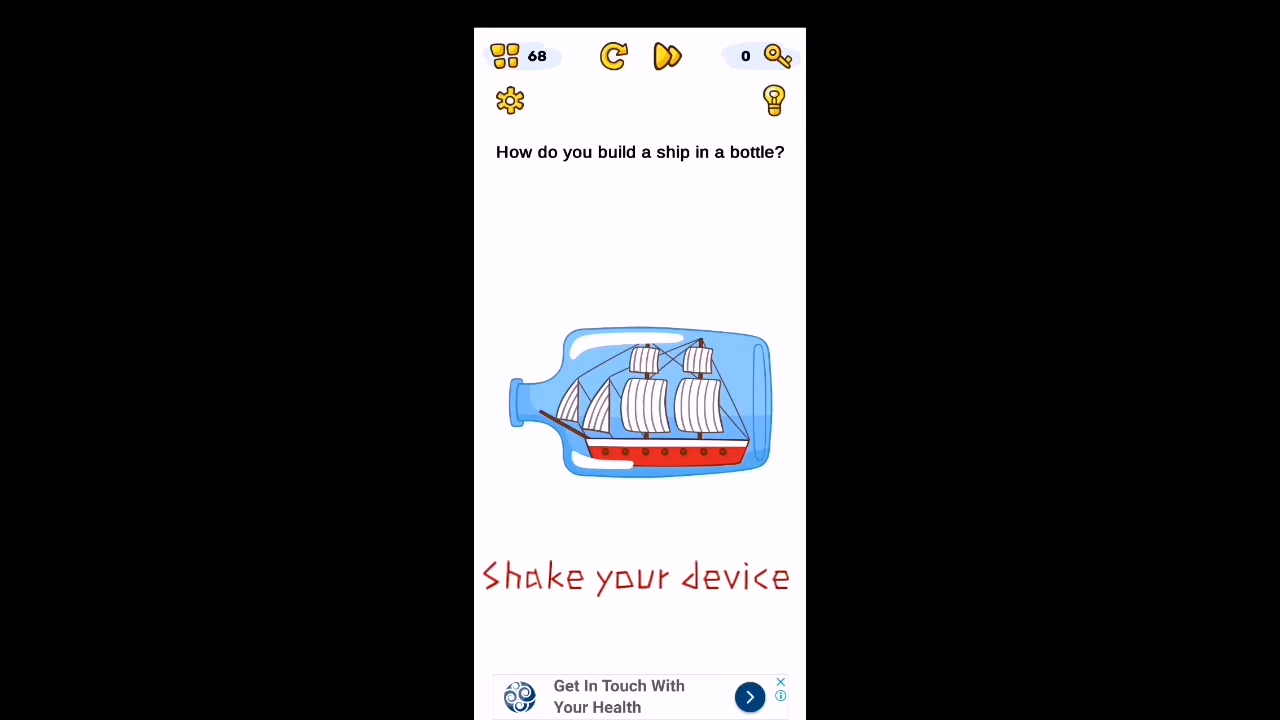 68
0
How do you build a ship in a bottle?
Shake your device
Get In Touch With
Your Health